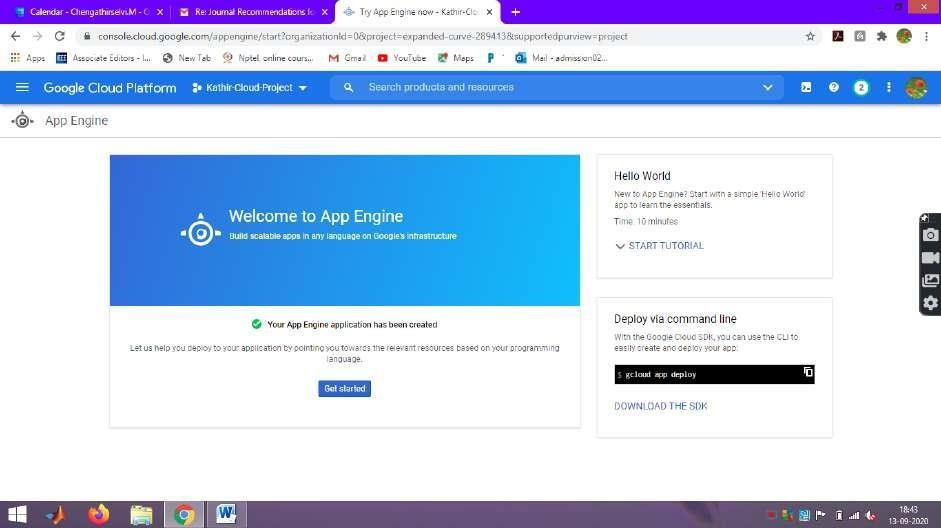 Calendar - Chengathirselvi.M - O
Re: Journal Recommendations fo
Try App Engine now - Kathir-Clo
console.cloud.google.com/appengine/start?organizationId=0&project=expanded-curve-289413&supportedpurview=project
Apps
Associate Editors - I...
New Tab
Nptel, online cours...
Gmail
YouTube
Maps
Mail - admission02...
Google Cloud Platform
Kathir-Cloud-Project
Search products and resources
2
App Engine
Welcome to App Engine
Build scalable apps in any language on Google's infrastructure
Your App Engine application has been created
Let us help you deploy to your application by pointing you towards the relevant resources based on your programming
language.
Get started
Hello World
New to App Engine? Start with a simple 'Hello World'
app to learn the essentials.
Time: 10 minutes
START TUTORIAL
Deploy via command line
With the Google Cloud SDK, you can use the CLI to
easily create and deploy your app:
$ gcloud app deploy
DOWNLOAD THE SDK
18:43
13-09-2020